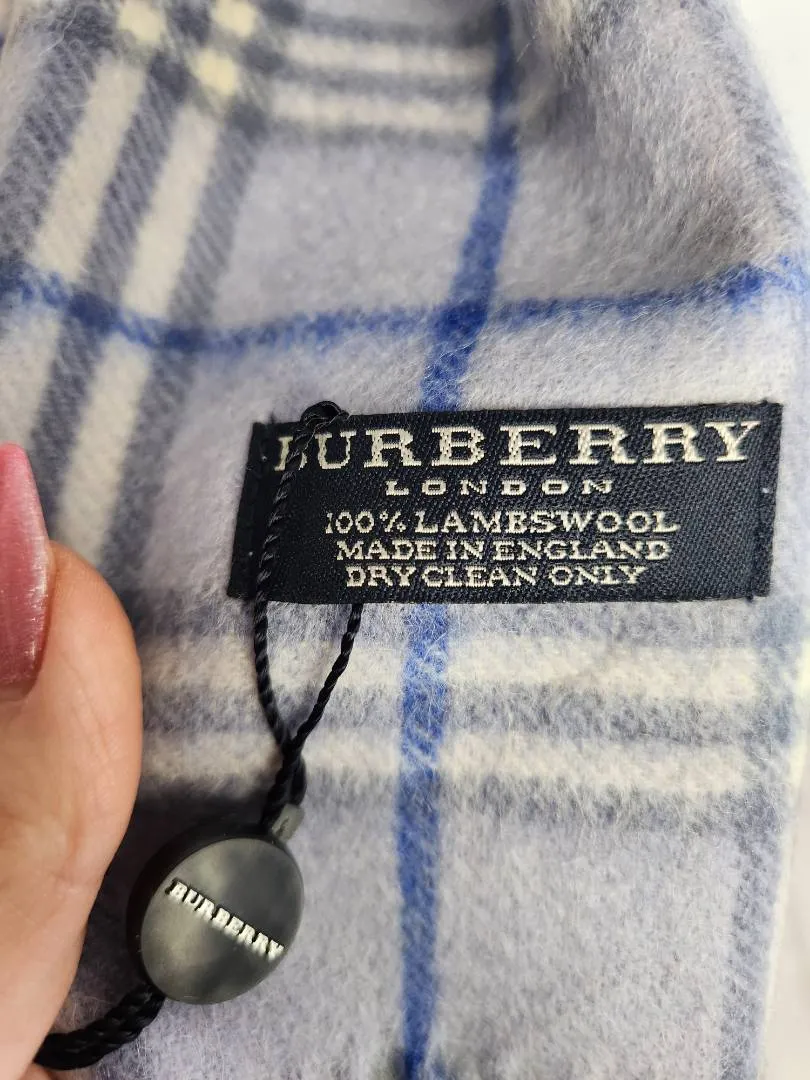 BURBERRY
LONDON
100% LAMBSWOOL
MADE IN ENGLAND
DRY CLEAN ONLY
BURBERRY